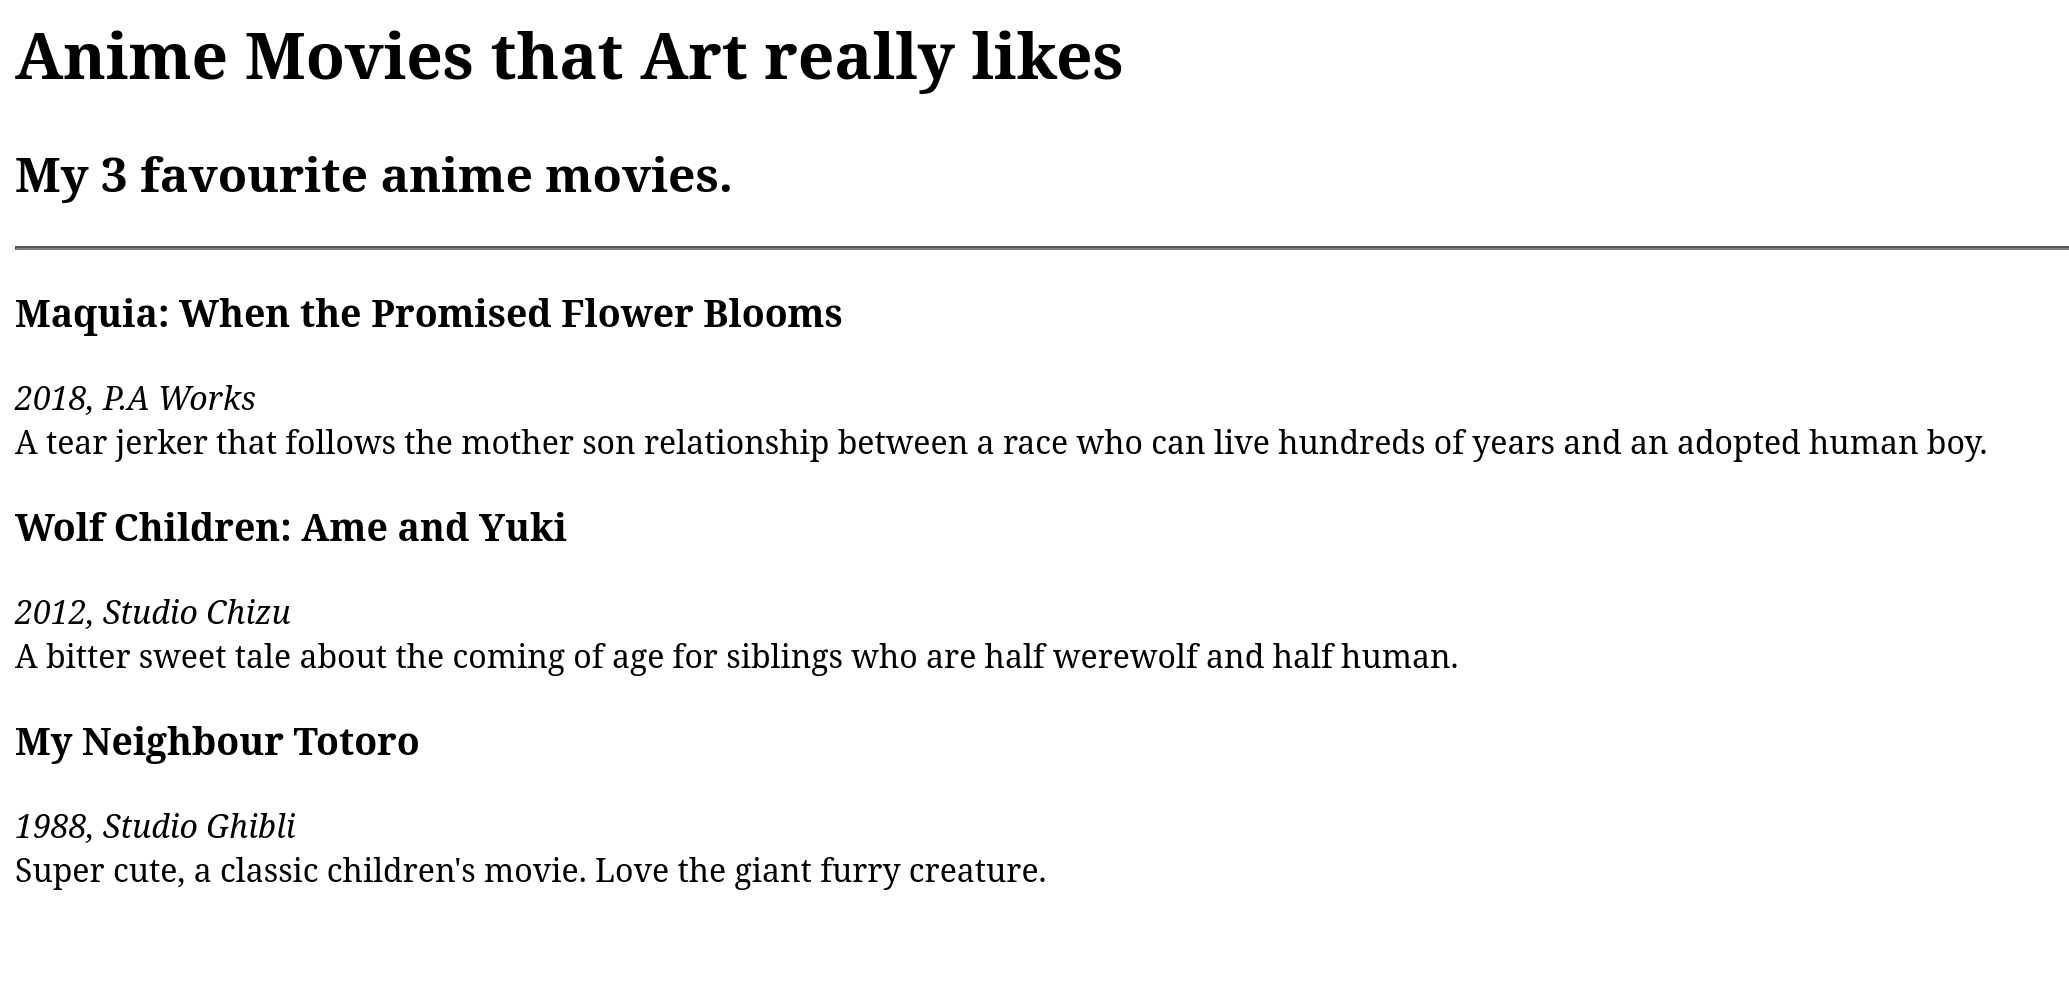 Anime Movies that Art really likes
My 3 favourite anime movies.
Maquia: When the Promised Flower Blooms
2018, P.A Works
A tear jerker that follows the mother son relationship between a race who can live hundreds of years and an adopted human boy.
Wolf Children: Ame and Yuki
2012, Studio Chizu
A bitter sweet tale about the coming of age for siblings who are half werewolf and half human.
My Neighbour Totoro
1988, Studio Ghibli
Super cute, a classic children's movie. Love the giant furry creature.